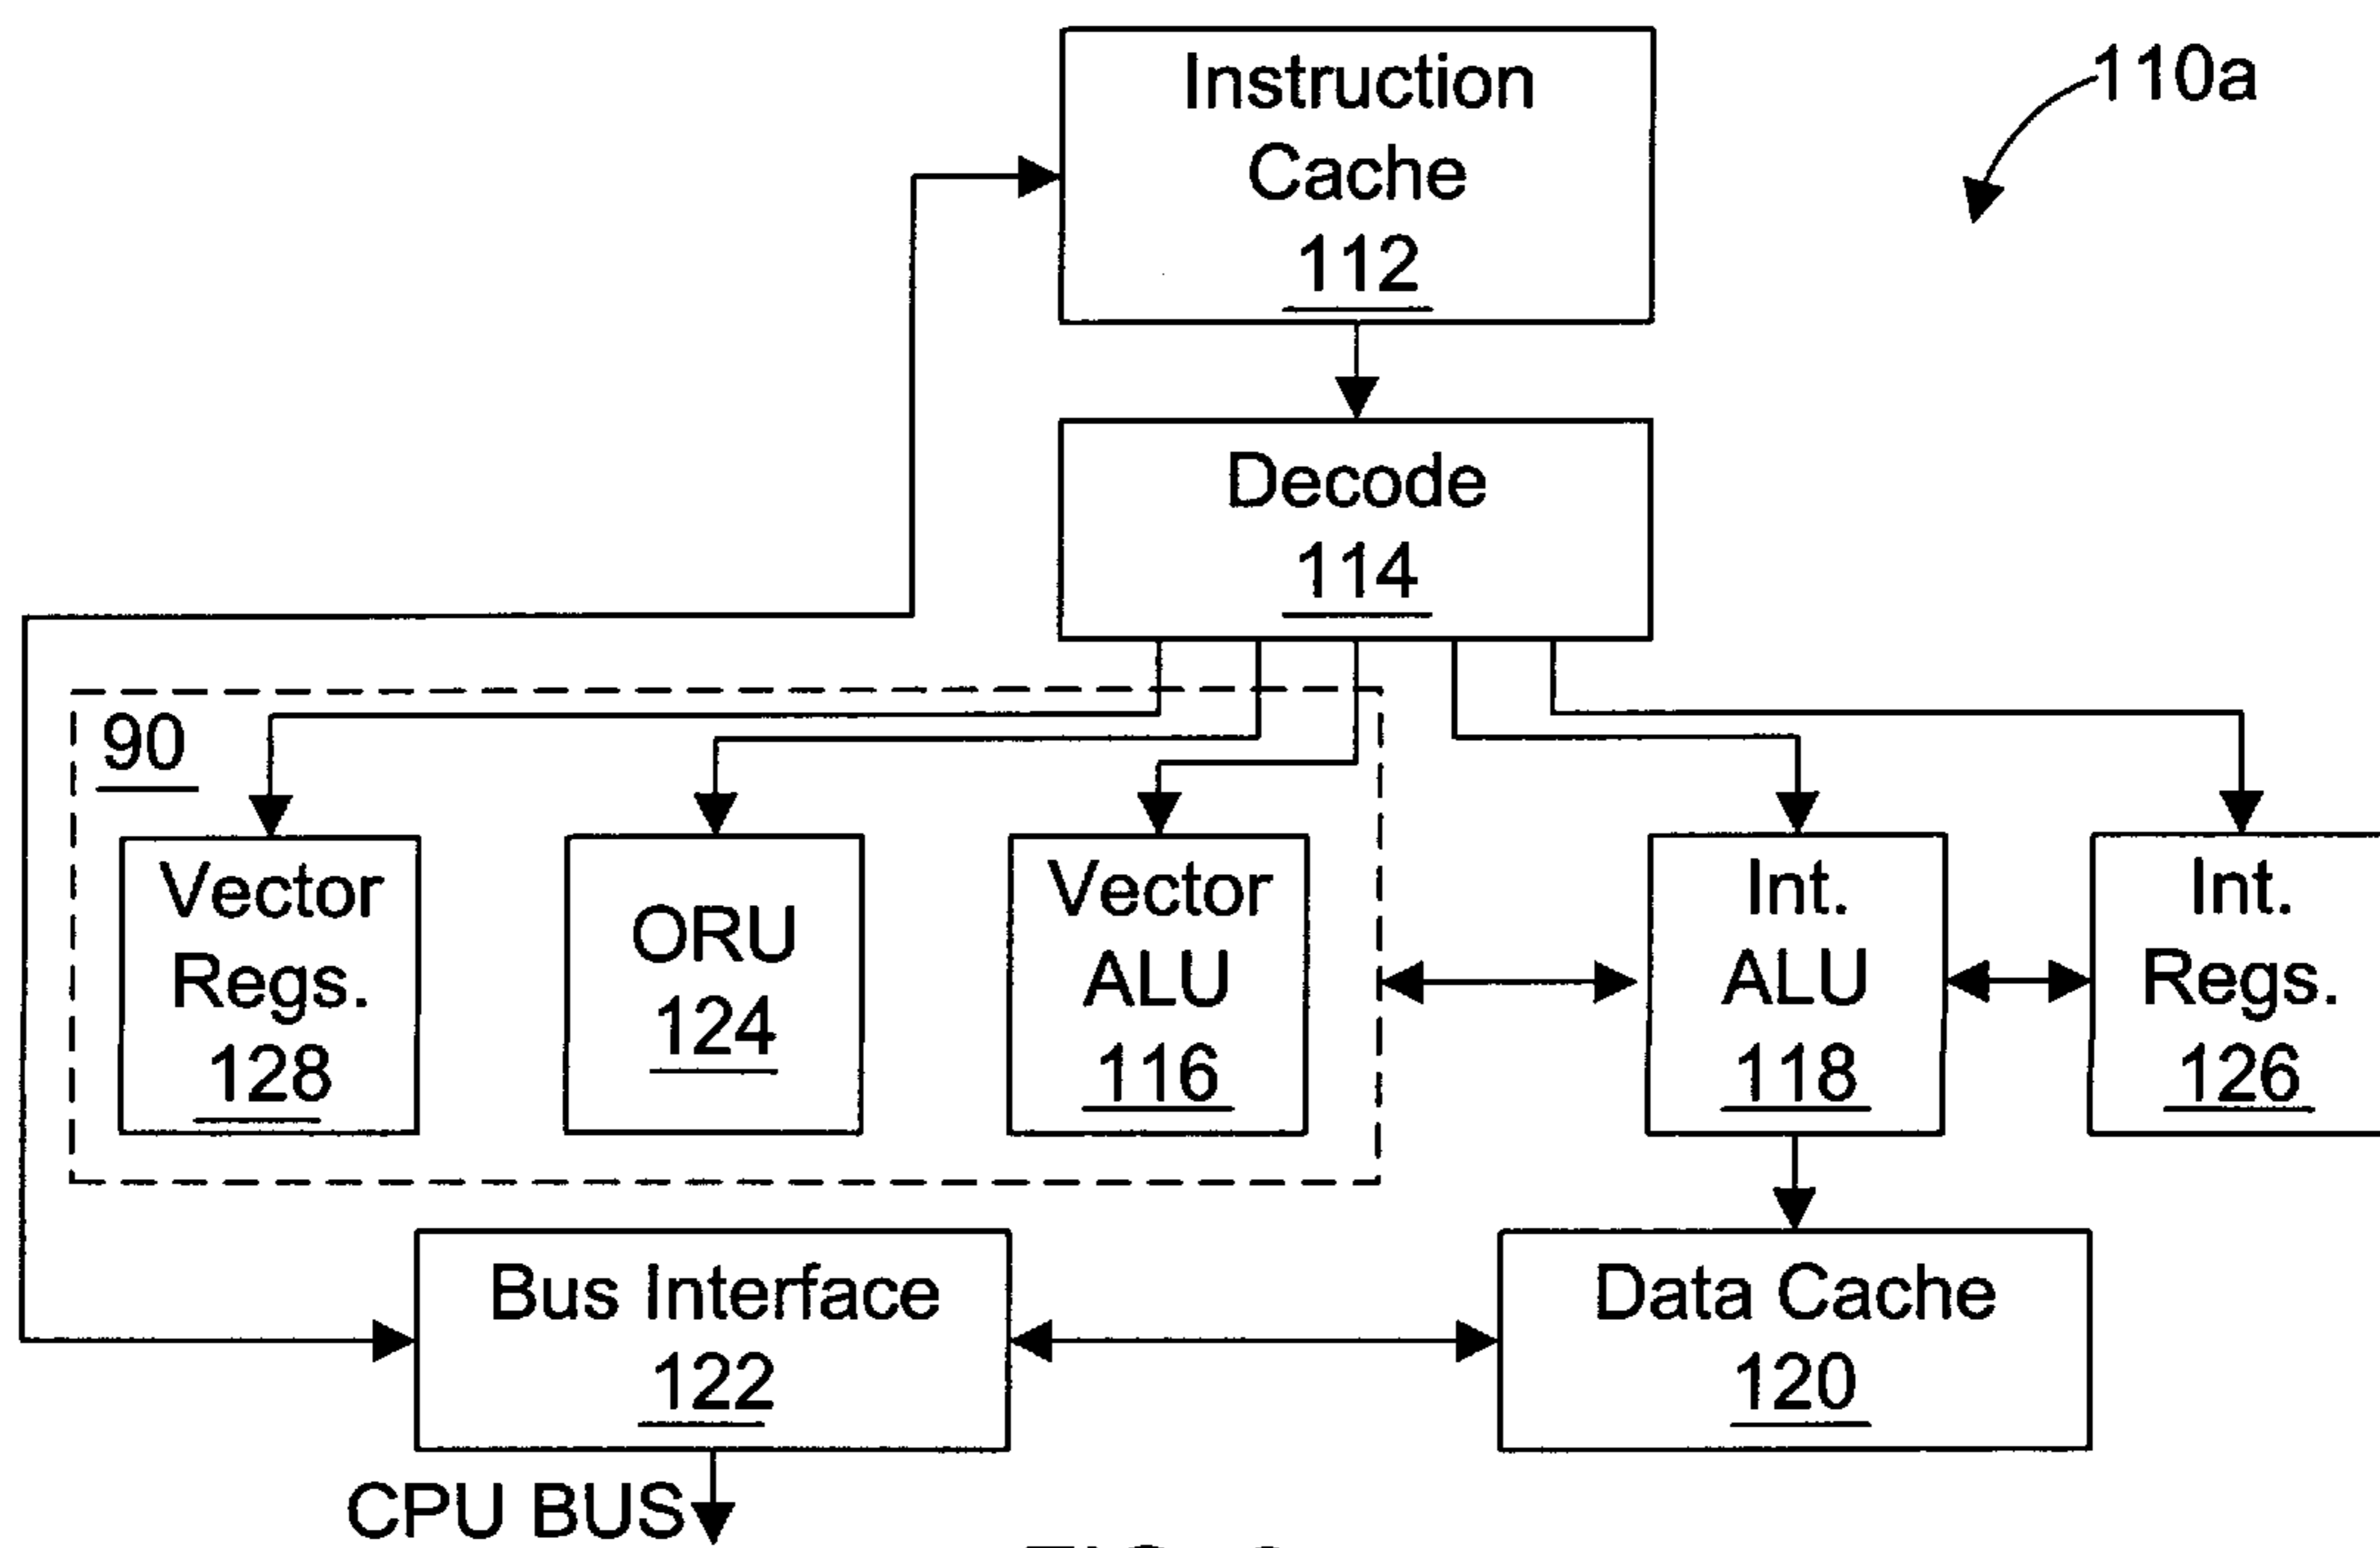 Instruction
Cache
112
110a
Decode
114
90
Vector
Regs.
128
ORU
124
Vector
ALU
116
Int.
ALU
118
Int.
Regs.
126
Bus Interface
122
Data Cache
120
CPU BUS